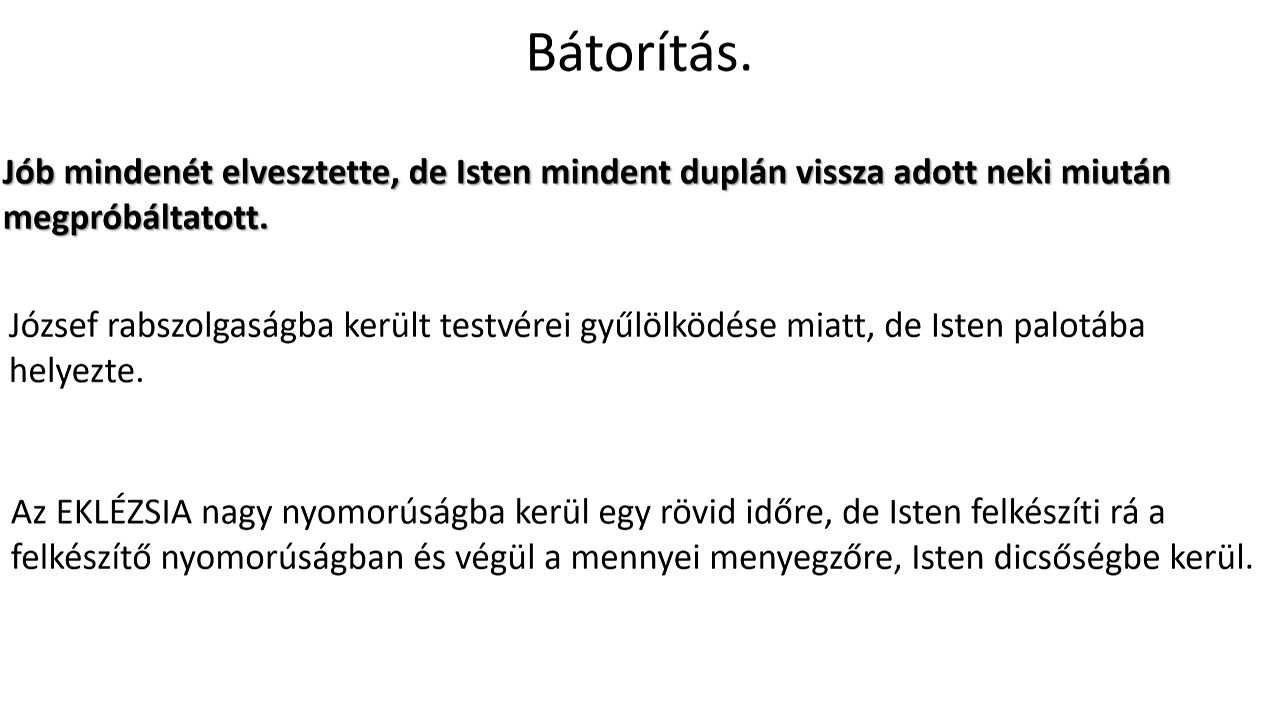 Bátorítás.
Jób mindenét elvesztette, de Isten mindent duplán vissza adott neki miután
megpróbáltatott.
József rabszolgaságba került testvérei gyűlölködése miatt, de Isten palotába
helyezte.
Az EKLÉZSIA nagy nyomorúságba kerül egy rövid időre, de Isten felkészíti rá a
felkészítő nyomorúságban és végül a mennyei menyegzőre, Isten dicsőségbe kerül.